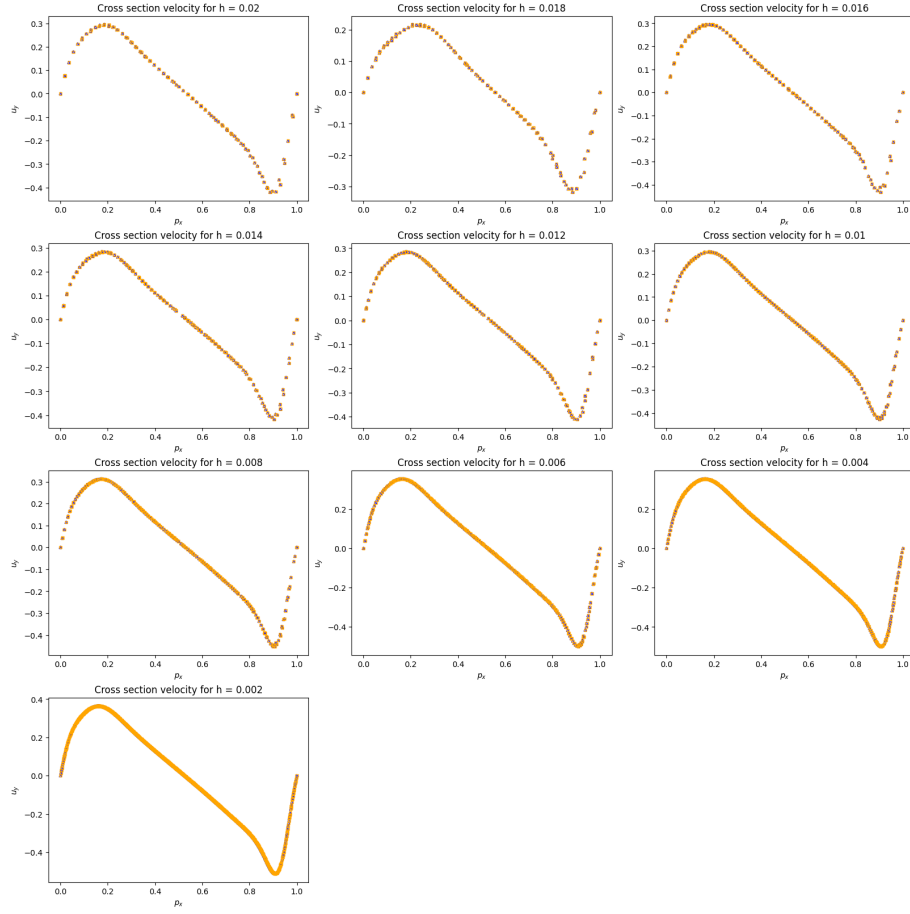 Cross section velocity for h = 0.02
0.3
0.2
0.1
0.0
−0.1
−0.2
−0.3
−0.4
u_y
0.0 0.2 0.4 0.6 0.8 1.0
p_x
Cross section velocity for h = 0.018
0.2
0.1
0.0
−0.1
−0.2
−0.3
u_y
0.0 0.2 0.4 0.6 0.8 1.0
p_x
Cross section velocity for h = 0.016
0.3
0.2
0.1
0.0
−0.1
−0.2
−0.3
−0.4
u_y
0.0 0.2 0.4 0.6 0.8 1.0
p_x
Cross section velocity for h = 0.014
0.3
0.2
0.1
0.0
−0.1
−0.2
−0.3
−0.4
u_y
0.0 0.2 0.4 0.6 0.8 1.0
p_x
Cross section velocity for h = 0.012
0.3
0.2
0.1
0.0
−0.1
−0.2
−0.3
−0.4
u_y
0.0 0.2 0.4 0.6 0.8 1.0
p_x
Cross section velocity for h = 0.01
0.3
0.2
0.1
0.0
−0.1
−0.2
−0.3
−0.4
u_y
0.0 0.2 0.4 0.6 0.8 1.0
p_x
Cross section velocity for h = 0.008
0.3
0.2
0.1
0.0
−0.1
−0.2
−0.3
−0.4
u_y
0.0 0.2 0.4 0.6 0.8 1.0
p_x
Cross section velocity for h = 0.006
0.4
0.2
0.0
−0.2
−0.4
u_y
0.0 0.2 0.4 0.6 0.8 1.0
p_x
Cross section velocity for h = 0.004
0.2
0.0
−0.2
−0.4
u_y
0.0 0.2 0.4 0.6 0.8 1.0
p_x
Cross section velocity for h = 0.002
0.4
0.2
0.0
−0.2
−0.4
u_y
0.0 0.2 0.4 0.6 0.8 1.0
p_x